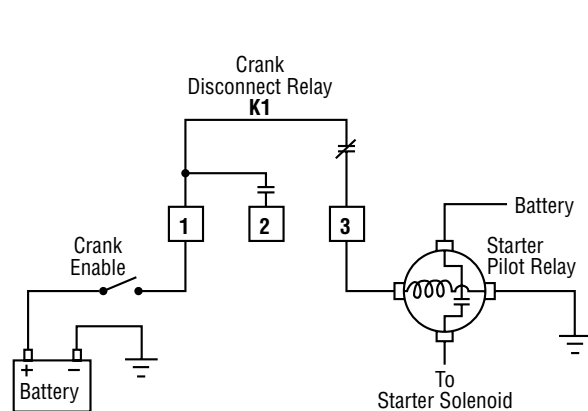 Crank
Disconnect Relay
K1
1
2
3
Battery
Crank
Enable
Starter
Pilot Relay
+
−
Battery
To
Starter Solenoid